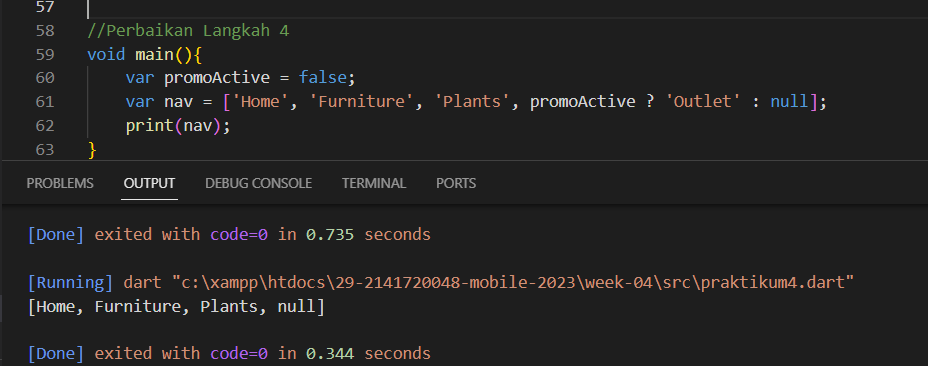 57
58 //Perbaikan Langkah 4
59 void main(){
60 var promoActive = false;
61 var nav = ['Home', 'Furniture', 'Plants', promoActive ? 'Outlet' : null];
62 print(nav);
63 }
PROBLEMS OUTPUT DEBUG CONSOLE TERMINAL PORTS
[Done] exited with code=0 in 0.735 seconds
[Running] dart "c:\xampp\htdocs\29-2141720048-mobile-2023\week-04\src\praktikum4.dart"
[Home, Furniture, Plants, null]
[Done] exited with code=0 in 0.344 seconds